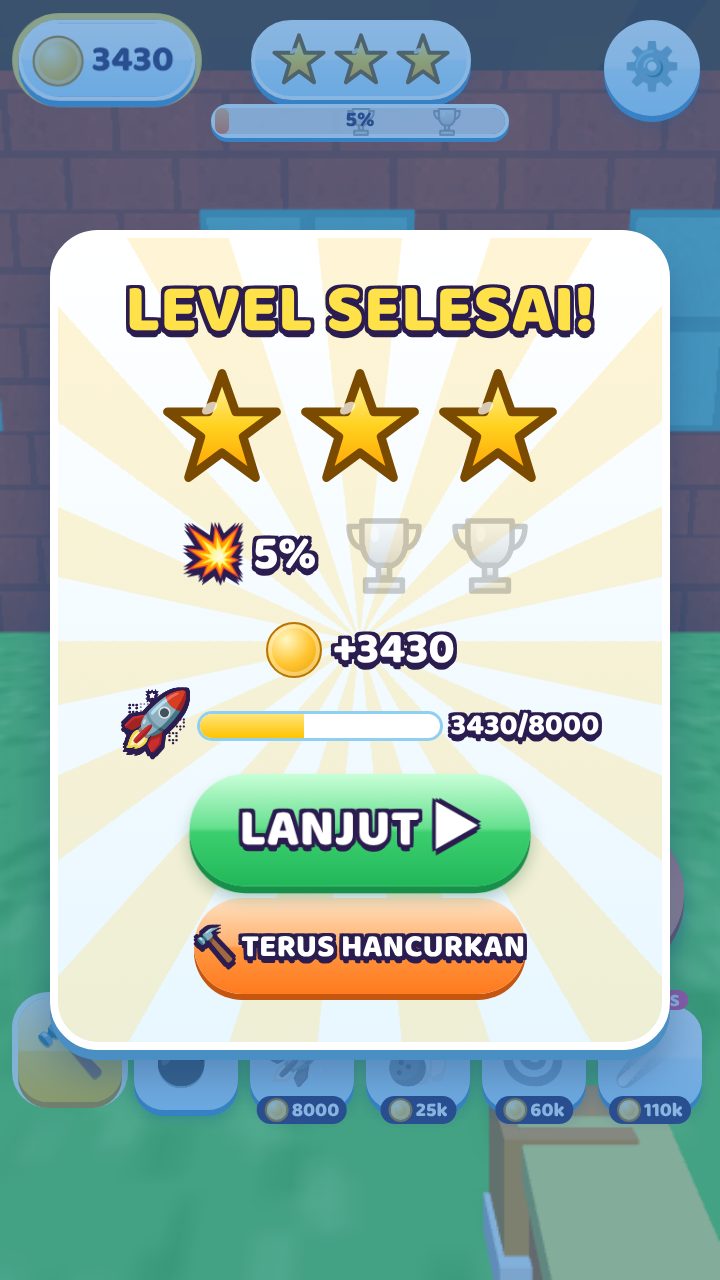 3430
5%
LEVEL SELESAI!
5%
+3430
3430/8000
LANJUT
TERUS HANCURKAN
8000
25k
60k
110k